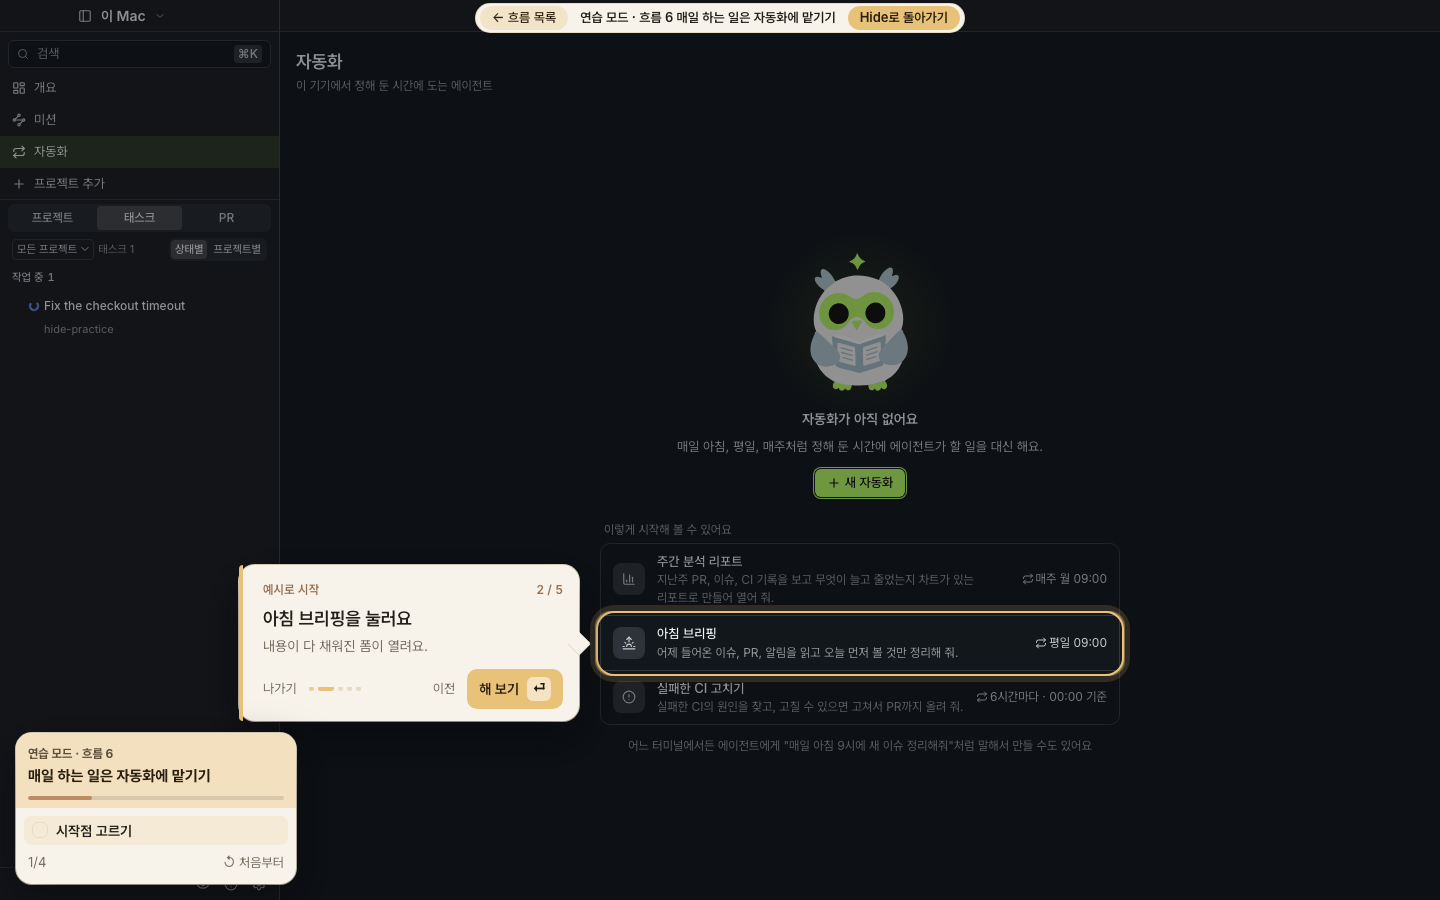 이 Mac
← 흐름 목록
연습 모드 · 흐름 6 매일 하는 일은 자동화에 맡기기
Hide로 돌아가기
검색
⌘K
개요
미션
자동화
프로젝트 추가
프로젝트
태스크
PR
모든 프로젝트
태스크 1
상태별
프로젝트별
작업 중 1
Fix the checkout timeout
hide-practice
자동화
이 기기에서 정해 둔 시간에 도는 에이전트
자동화가 아직 없어요
매일 아침, 평일, 매주처럼 정해 둔 시간에 에이전트가 할 일을 대신 해요.
+ 새 자동화
이렇게 시작해 볼 수 있어요
주간 분석 리포트
지난주 PR, 이슈, CI 기록을 보고 무엇이 늘고 줄었는지 차트가 있는
리포트로 만들어 열어 줘.
매주 월 09:00
아침 브리핑
어제 들어온 이슈, PR, 알림을 읽고 오늘 먼저 볼 것만 정리해 줘.
평일 09:00
실패한 CI 고치기
실패한 CI의 원인을 찾고, 고칠 수 있으면 고쳐서 PR까지 올려 줘.
6시간마다 · 00:00 기준
어느 터미널에서든 에이전트에게 "매일 아침 9시에 새 이슈 정리해줘"처럼 말해서 만들 수도 있어요
예시로 시작
2 / 5
아침 브리핑을 눌러요
내용이 다 채워진 폼이 열려요.
나가기
이전
해 보기
연습 모드 · 흐름 6
매일 하는 일은 자동화에 맡기기
시작점 고르기
1/4
처음부터